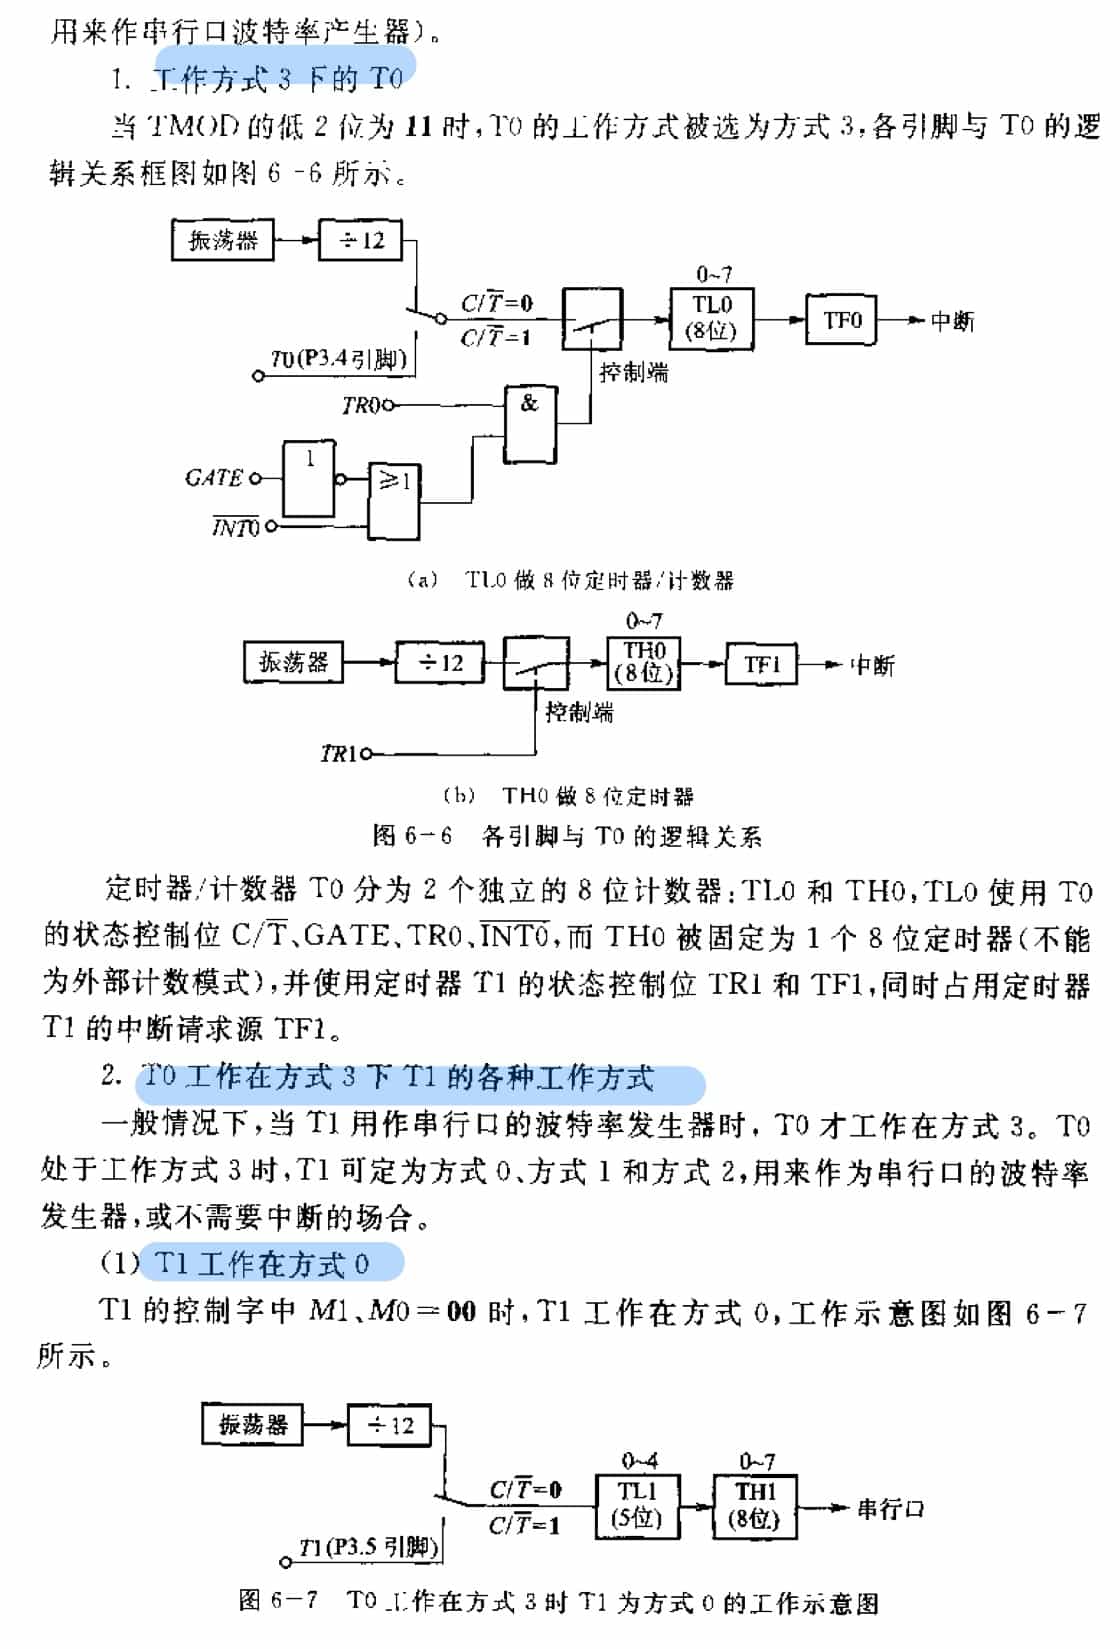 用来作串行口波特率产生器)。
1. 工作方式 3 下的 T0
当 TMOD 的低 2 位为 11 时,T0 的工作方式被选为方式 3,各引脚与 T0 的逻
辑关系框图如图 6-6 所示。
振荡器
÷12
C/T̅=0
C/T̅=1
T0(P3.4引脚)
0~7
TL0
(8位)
TF0
中断
控制端
TR0
&
GATE
1
≥1
I̅N̅T̅0̅
(a) TL0 做 8 位定时器/计数器
振荡器
÷12
0~7
TH0
(8位)
TF1
中断
控制端
TR1
(b) TH0 做 8 位定时器
图 6-6 各引脚与 T0 的逻辑关系
定时器/计数器 T0 分为 2 个独立的 8 位计数器:TL0 和 TH0,TL0 使用 T0
的状态控制位 C/T̅、GATE、TR0、I̅N̅T̅0̅,而 TH0 被固定为 1 个 8 位定时器(不能
为外部计数模式),并使用定时器 T1 的状态控制位 TR1 和 TF1,同时占用定时器
T1 的中断请求源 TF1。
2. T0 工作在方式 3 下 T1 的各种工作方式
一般情况下,当 T1 用作串行口的波特率发生器时, T0 才工作在方式 3。T0
处于工作方式 3 时,T1 可定为方式 0、方式 1 和方式 2,用来作为串行口的波特率
发生器,或不需要中断的场合。
(1) T1 工作在方式 0
T1 的控制字中 M1、M0=00 时,T1 工作在方式 0,工作示意图如图 6-7
所示。
振荡器
÷12
C/T̅=0
C/T̅=1
T1(P3.5 引脚)
0~4
TL1
(5位)
0~7
TH1
(8位)
串行口
图 6-7 T0 工作在方式 3 时 T1 为方式 0 的工作示意图